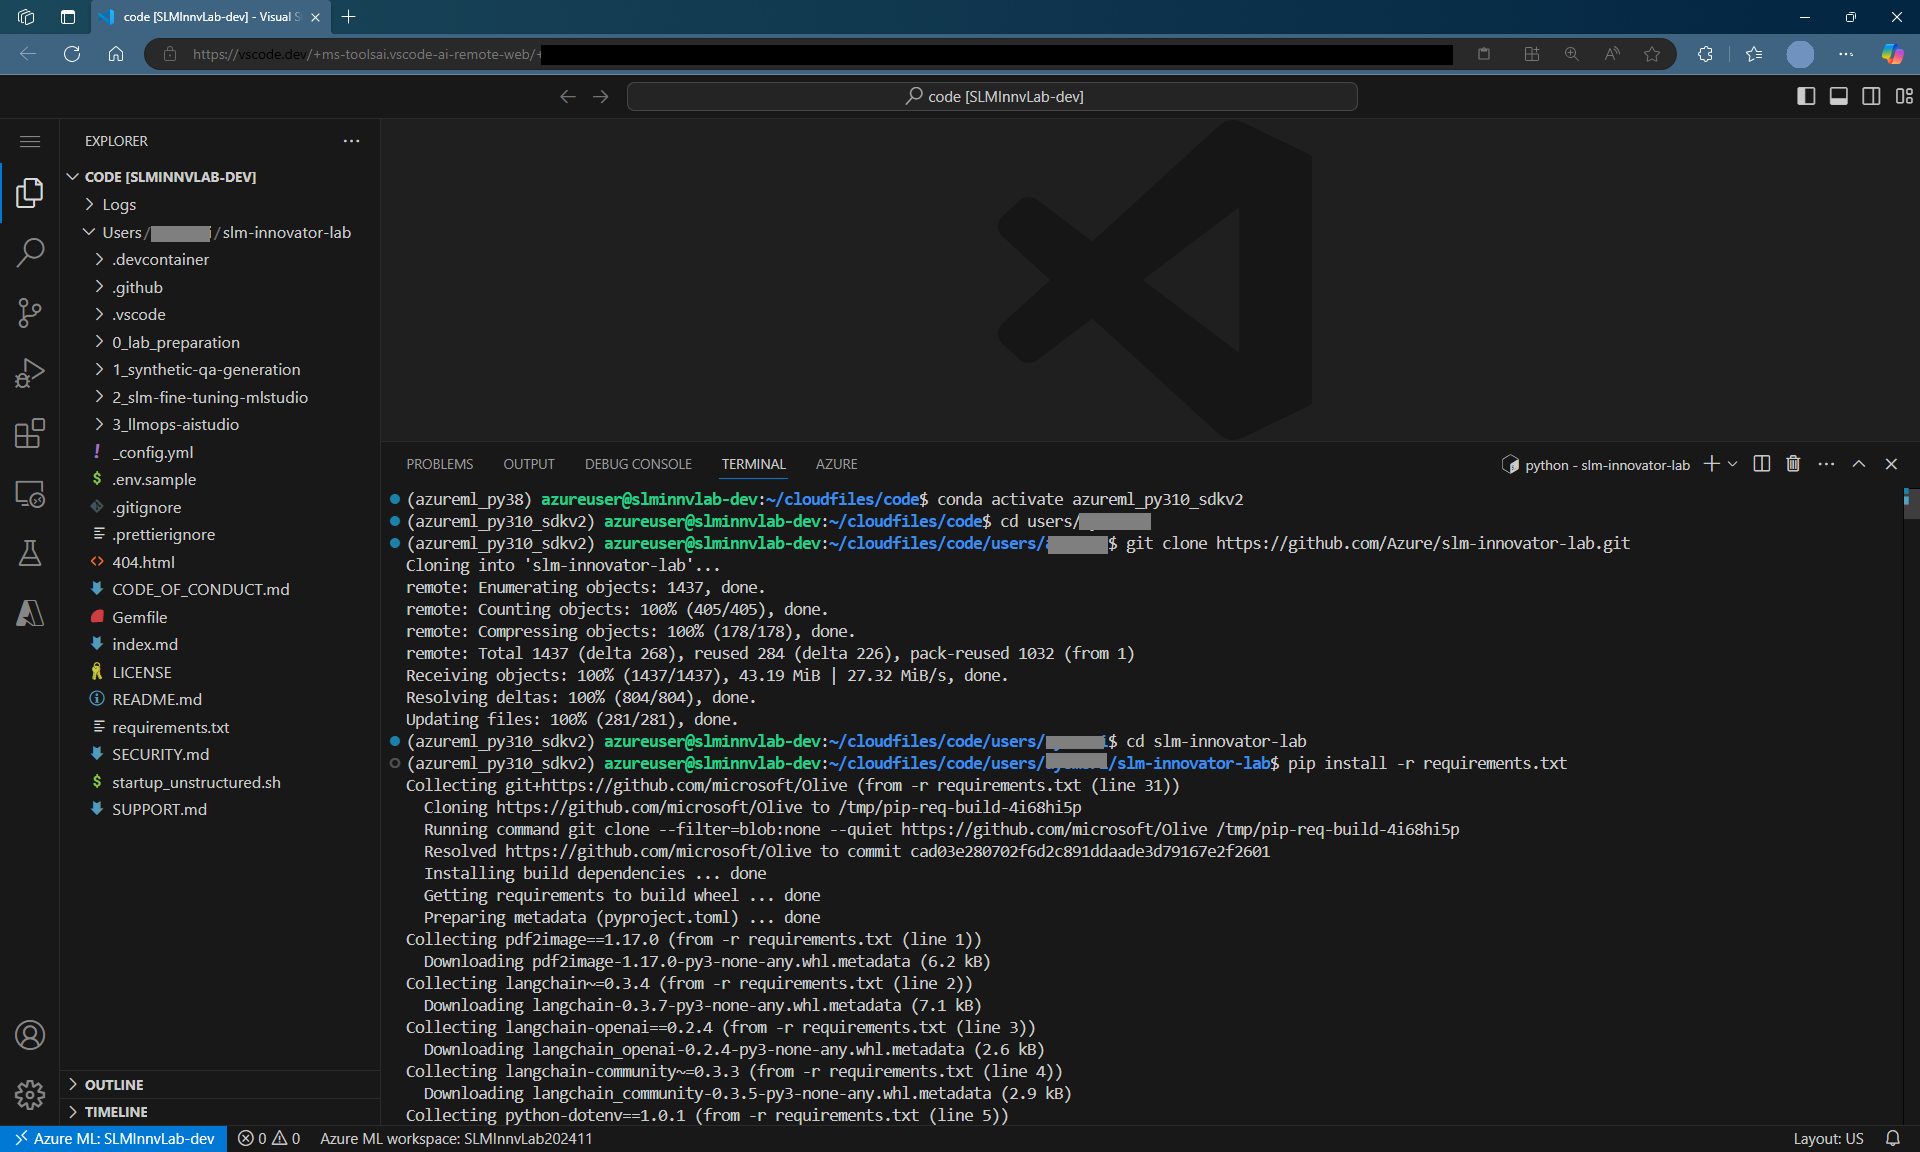 code [SLMInnvLab-dev] - Visual S
https://vscode.dev/+ms-toolsai.vscode-ai-remote-web/+
code [SLMInnvLab-dev]
EXPLORER
CODE [SLMINNVLAB-DEV]
Logs
Users/ /slm-innovator-lab
.devcontainer
.github
.vscode
0_lab_preparation
1_synthetic-qa-generation
2_slm-fine-tuning-mlstudio
3_llmops-aistudio
! _config.yml
$ .env.sample
.gitignore
.prettierignore
<> 404.html
CODE_OF_CONDUCT.md
Gemfile
index.md
LICENSE
README.md
requirements.txt
SECURITY.md
$ startup_unstructured.sh
SUPPORT.md
OUTLINE
TIMELINE
PROBLEMS OUTPUT DEBUG CONSOLE TERMINAL AZURE
python - slm-innovator-lab
(azureml_py38) azureuser@slminnvlab-dev:~/cloudfiles/code$ conda activate azureml_py310_sdkv2
(azureml_py310_sdkv2) azureuser@slminnvlab-dev:~/cloudfiles/code$ cd users/
(azureml_py310_sdkv2) azureuser@slminnvlab-dev:~/cloudfiles/code/users/ $ git clone https://github.com/Azure/slm-innovator-lab.git
Cloning into 'slm-innovator-lab'...
remote: Enumerating objects: 1437, done.
remote: Counting objects: 100% (405/405), done.
remote: Compressing objects: 100% (178/178), done.
remote: Total 1437 (delta 268), reused 284 (delta 226), pack-reused 1032 (from 1)
Receiving objects: 100% (1437/1437), 43.19 MiB | 27.32 MiB/s, done.
Resolving deltas: 100% (804/804), done.
Updating files: 100% (281/281), done.
(azureml_py310_sdkv2) azureuser@slminnvlab-dev:~/cloudfiles/code/users/ $ cd slm-innovator-lab
(azureml_py310_sdkv2) azureuser@slminnvlab-dev:~/cloudfiles/code/users/ /slm-innovator-lab$ pip install -r requirements.txt
Collecting git+https://github.com/microsoft/Olive (from -r requirements.txt (line 31))
Cloning https://github.com/microsoft/Olive to /tmp/pip-req-build-4i68hi5p
Running command git clone --filter=blob:none --quiet https://github.com/microsoft/Olive /tmp/pip-req-build-4i68hi5p
Resolved https://github.com/microsoft/Olive to commit cad03e280702f6d2c891ddaade3d79167e2f2601
Installing build dependencies ... done
Getting requirements to build wheel ... done
Preparing metadata (pyproject.toml) ... done
Collecting pdf2image==1.17.0 (from -r requirements.txt (line 1))
Downloading pdf2image-1.17.0-py3-none-any.whl.metadata (6.2 kB)
Collecting langchain~=0.3.4 (from -r requirements.txt (line 2))
Downloading langchain-0.3.7-py3-none-any.whl.metadata (7.1 kB)
Collecting langchain-openai==0.2.4 (from -r requirements.txt (line 3))
Downloading langchain_openai-0.2.4-py3-none-any.whl.metadata (2.6 kB)
Collecting langchain-community~=0.3.3 (from -r requirements.txt (line 4))
Downloading langchain_community-0.3.5-py3-none-any.whl.metadata (2.9 kB)
Collecting python-dotenv==1.0.1 (from -r requirements.txt (line 5))
Azure ML: SLMInnvLab-dev 0 0 Azure ML workspace: SLMInnvLab202411 Layout: US